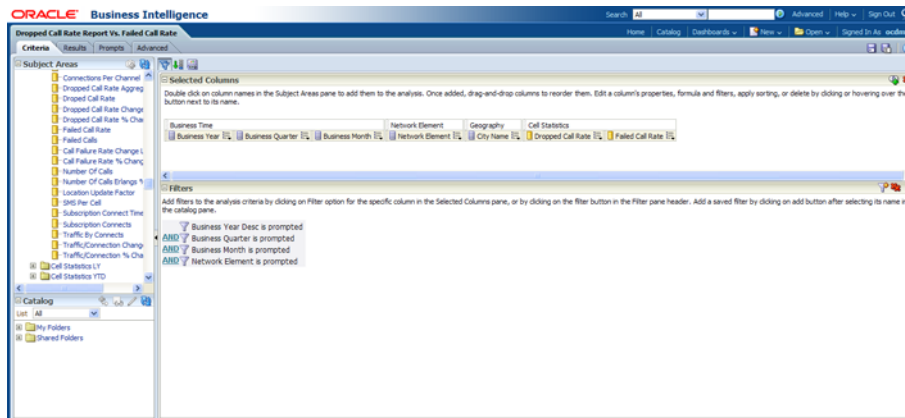 ORACLE Business Intelligence
Search All Advanced Help Sign Out
Dropped Call Rate Report Vs. Failed Call Rate
Home Catalog Dashboards New Open Signed In As
Criteria Results Prompts Advanced
Subject Areas
Connections Per Channel
Dropped Call Rate Aggreg
Droped Call Rate
Dropped Call Rate Change
Dropped Call Rate % Chan
Failed Call Rate
Failed Calls
Call Failure Rate Change L
Call Failure Rate % Chang
Number Of Calls
Number Of Calls Erlangs
Location Update Factor
SMS Per Cell
Subscription Connect Time
Subscription Connects
Traffic By Connects
Traffic/Connection Change
Traffic/Connection % Cha
Cell Statistics LY
Cell Statistics YTD
Catalog
List All
My Folders
Shared Folders
Selected Columns
Double click on column names in the Subject Areas pane to add them to the analysis. Once added, drag-and-drop columns to reorder them. Edit a column's properties, formula and filters, apply sorting, or delete by clicking or hovering over the
button next to its name.
Business Time Network Element Geography Cell Statistics
Business Year Business Quarter Business Month Network Element City Name Dropped Call Rate Failed Call Rate
Filters
Add filters to the analysis criteria by clicking on Filter option for the specific column in the Selected Columns pane, or by clicking on the filter button in the Filter pane header. Add a saved filter by clicking on add button after selecting its name in
the catalog pane.
Business Year Desc is prompted
AND Business Quarter is prompted
AND Business Month is prompted
AND Network Element is prompted